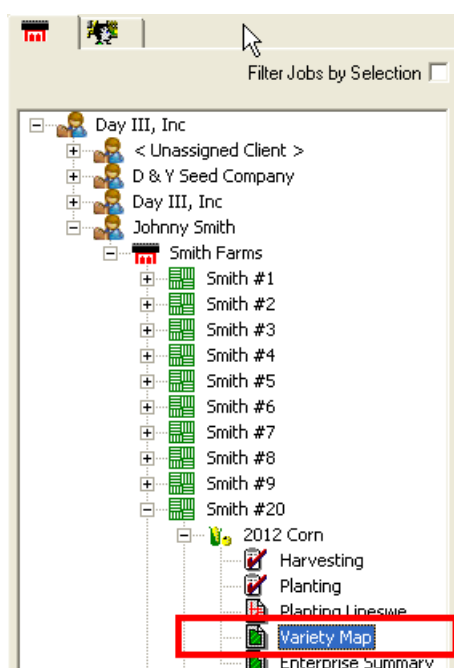 Filter Jobs by Selection
Day III, Inc
< Unassigned Client >
D & Y Seed Company
Day III, Inc
Johnny Smith
Smith Farms
Smith #1
Smith #2
Smith #3
Smith #4
Smith #5
Smith #6
Smith #7
Smith #8
Smith #9
Smith #20
2012 Corn
Harvesting
Planting
Planting Lineswe
Variety Map
Enterprise Summary